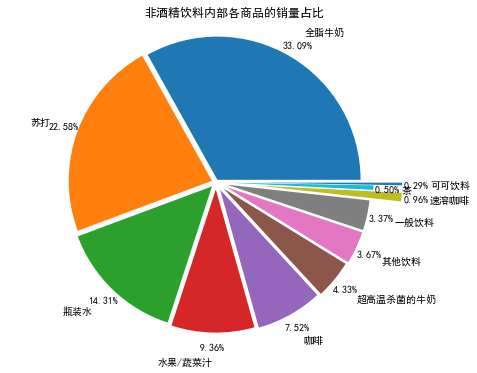 非酒精饮料内部各商品的销量占比
全脂牛奶
33.09%
苏打
22.58%
瓶装水
14.31%
水果/蔬菜汁
9.36%
咖啡
7.52%
超高温杀菌的牛奶
4.33%
其他饮料
3.67%
一般饮料
3.37%
速溶咖啡
0.96%
茶
0.50%
可可饮料
0.29%